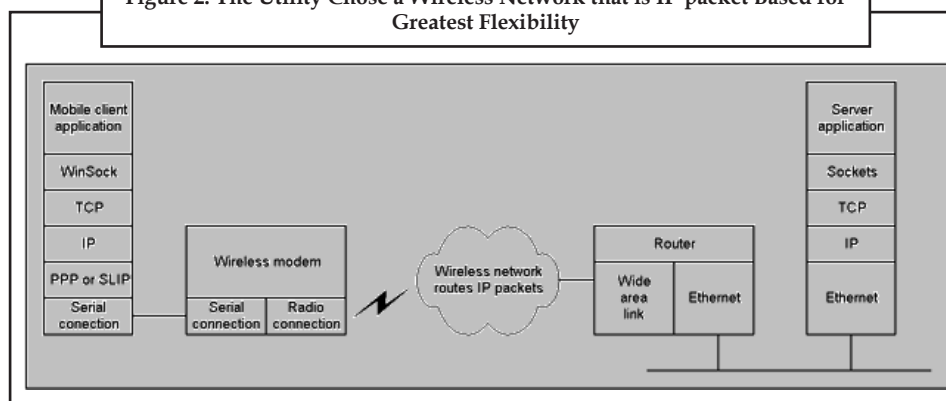 Figure 2. The Utility Chose a Wireless Network that is IP-packet Based for
Greatest Flexibility
Mobile client
application
WinSock
TCP
IP
PPP or SLIP
Serial
conection
Wireless modem
Serial
connection
Radio
connection
Wireless network
routes IP packets
Router
Wide
area
link
Ethernet
Server
application
Sockets
TCP
IP
Ethernet